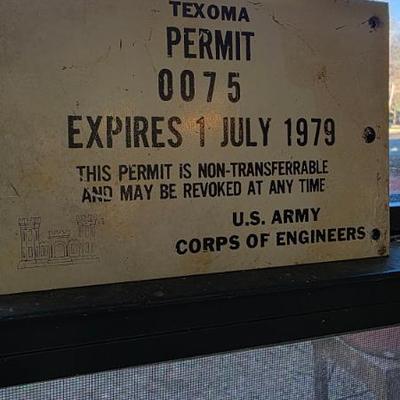 TEXOMA
PERMIT
0075
EXPIRES 1 JULY 1979
THIS PERMIT IS NON-TRANSFERRABLE
AND MAY BE REVOKED AT ANY TIME
U.S. ARMY
CORPS OF ENGINEERS